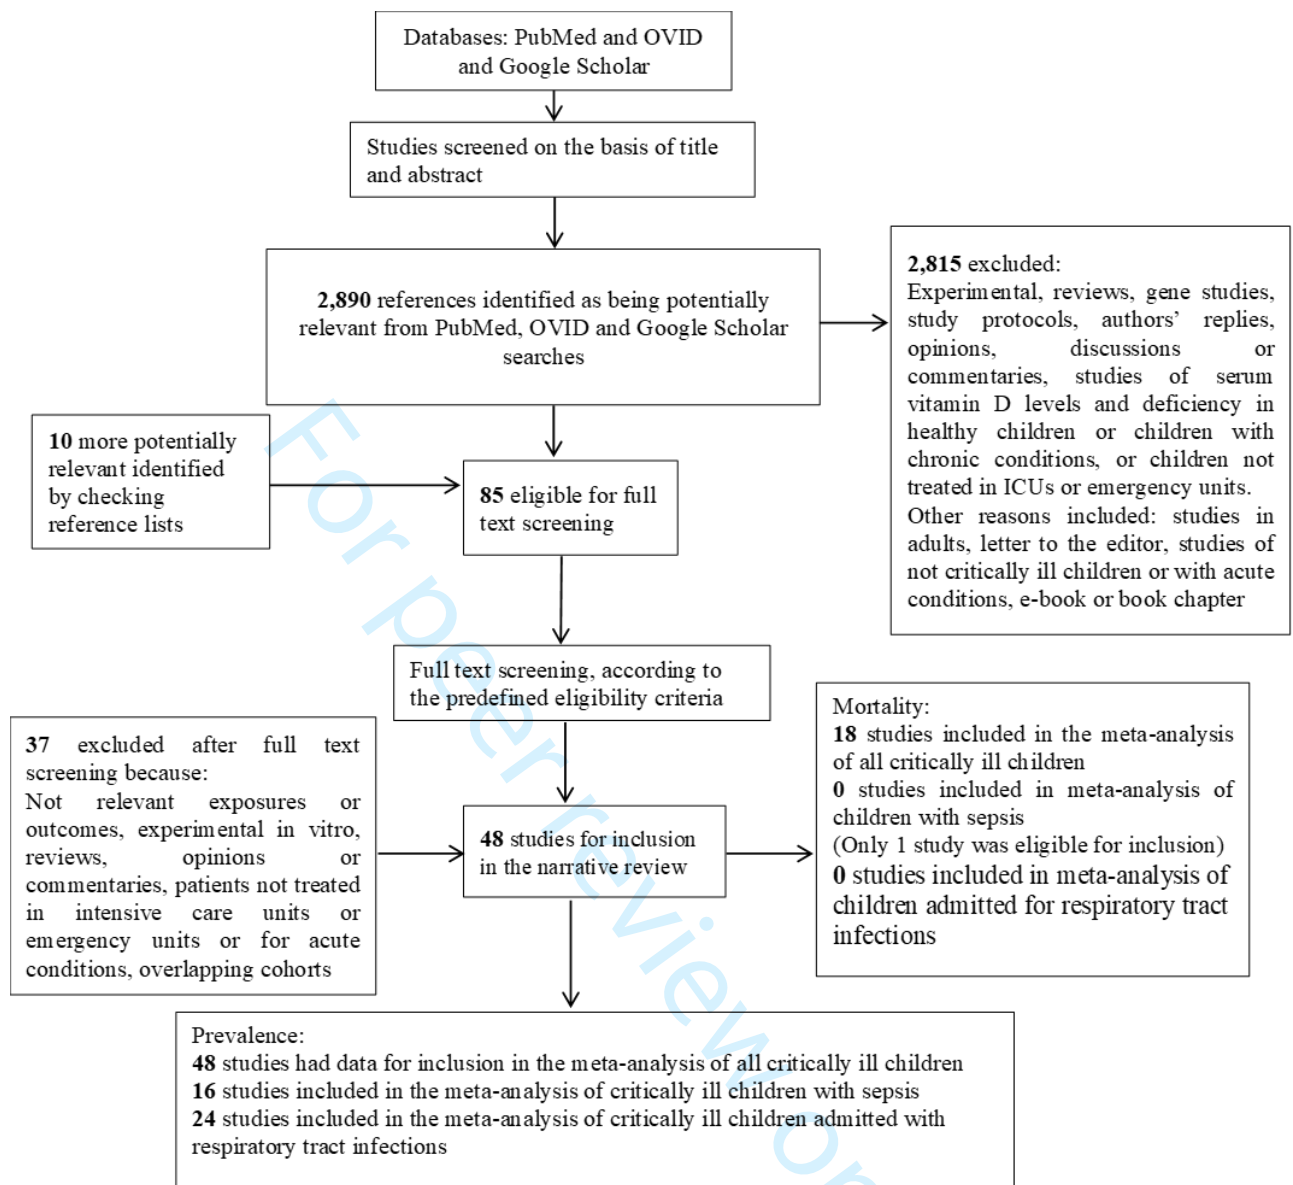 Databases: PubMed and OVID
and Google Scholar
Studies screened on the basis of title
and abstract
2,890 references identified as being potentially
relevant from PubMed, OVID and Google Scholar
searches
2,815 excluded:
Experimental, reviews, gene studies,
study protocols, authors’ replies,
opinions, discussions or
commentaries, studies of serum
vitamin D levels and deficiency in
healthy children or children with
chronic conditions, or children not
treated in ICUs or emergency units.
Other reasons included: studies in
adults, letter to the editor, studies of
not critically ill children or with acute
conditions, e-book or book chapter
10 more potentially
relevant identified
by checking
reference lists
85 eligible for full
text screening
Full text screening, according to
the predefined eligibility criteria
37 excluded after full text
screening because:
Not relevant exposures or
outcomes, experimental in vitro,
reviews, opinions or
commentaries, patients not treated
in intensive care units or
emergency units or for acute
conditions, overlapping cohorts
48 studies for inclusion
in the narrative review
Mortality:
18 studies included in the meta-analysis
of all critically ill children
0 studies included in meta-analysis of
children with sepsis
(Only 1 study was eligible for inclusion)
0 studies included in meta-analysis of
children admitted for respiratory tract
infections
Prevalence:
48 studies had data for inclusion in the meta-analysis of all critically ill children
16 studies included in the meta-analysis of critically ill children with sepsis
24 studies included in the meta-analysis of critically ill children admitted with
respiratory tract infections
For peer review on